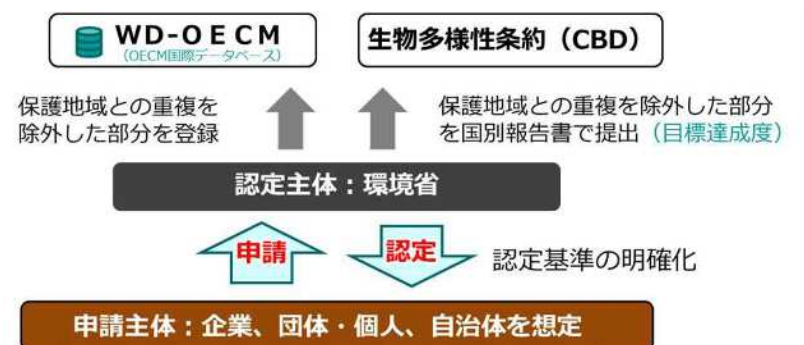 WD-OECM
(OECM国際データベース)
生物多様性条約(CBD)
保護地域との重複を
除外した部分を登録
保護地域との重複を除外した部分
を国別報告書で提出(目標達成度)
認定主体:環境省
申請
認定
認定基準の明確化
申請主体:企業、団体・個人、自治体を想定